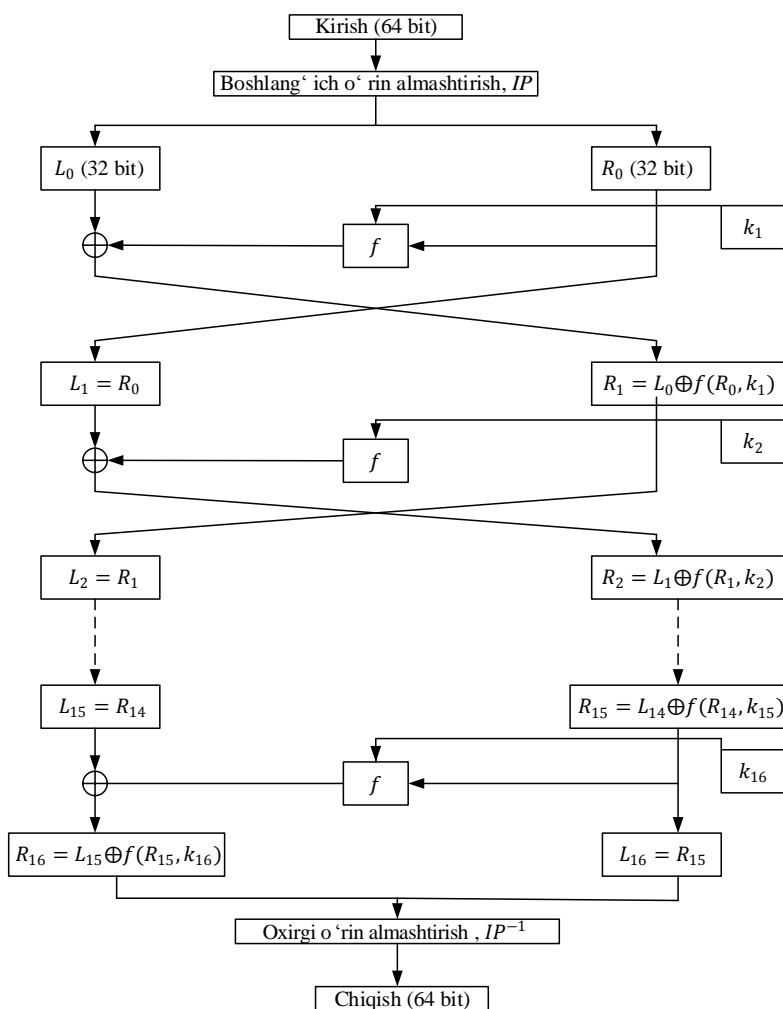 Kirish (64 bit)
Boshlang‘ ich o‘ rin almashtirish, IP
L₀ (32 bit)
R₀ (32 bit)
k₁
f
L₁ = R₀
R₁ = L₀⊕f(R₀, k₁)
k₂
f
L₂ = R₁
R₂ = L₁⊕f(R₁, k₂)
L₁₅ = R₁₄
R₁₅ = L₁₄⊕f(R₁₄, k₁₅)
f
k₁₆
R₁₆ = L₁₅⊕f(R₁₅, k₁₆)
L₁₆ = R₁₅
Oxirgi o ‘rin almashtirish , IP⁻¹
Chiqish (64 bit)